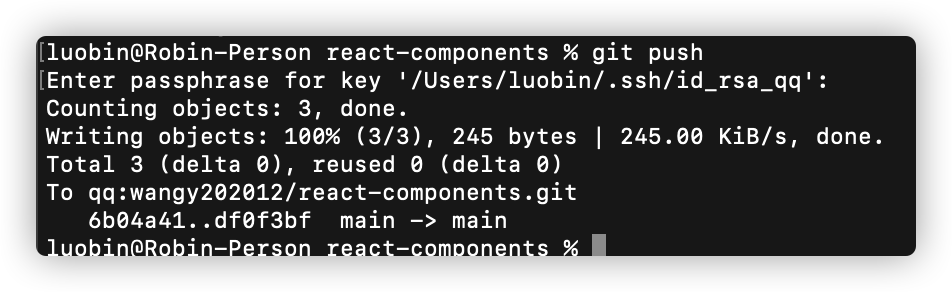 [luobin@Robin-Person react-components % git push
[Enter passphrase for key '/Users/luobin/.ssh/id_rsa_qq':
Counting objects: 3, done.
Writing objects: 100% (3/3), 245 bytes | 245.00 KiB/s, done.
Total 3 (delta 0), reused 0 (delta 0)
To qq:wangy202012/react-components.git
   6b04a41..df0f3bf  main -> main
luobin@Robin-Person react-components %